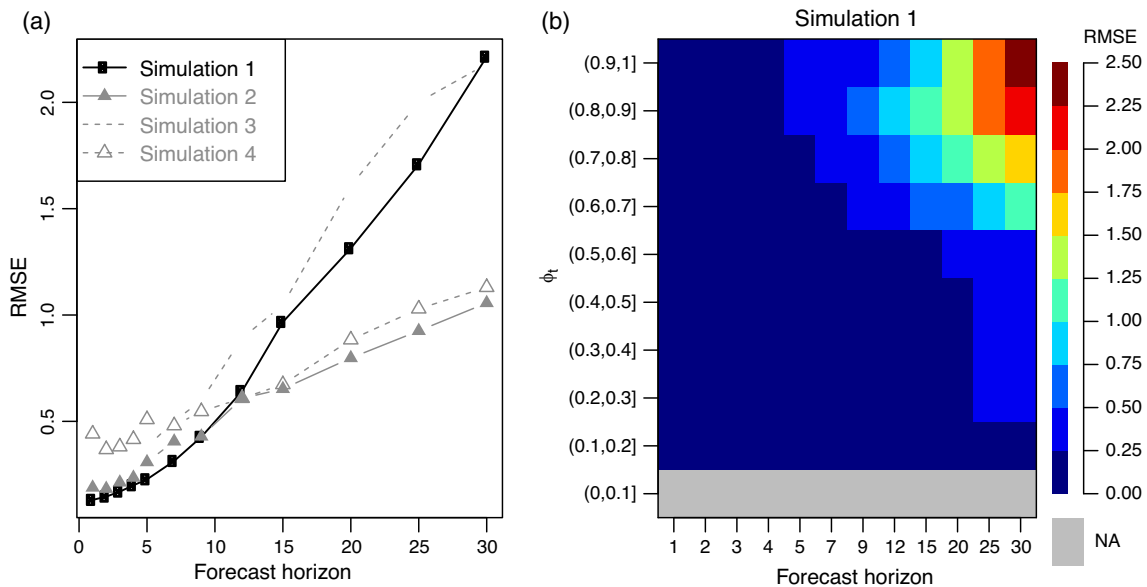 (a)
RMSE
0.5
1.0
1.5
2.0
Simulation 1
Simulation 2
Simulation 3
Simulation 4
0 5 10 15 20 25 30
Forecast horizon
(b)
Simulation 1
ϕt
(0.9,1]
(0.8,0.9]
(0.7,0.8]
(0.6,0.7]
(0.5,0.6]
(0.4,0.5]
(0.3,0.4]
(0.2,0.3]
(0.1,0.2]
(0,0.1]
1 2 3 4 5 7 9 12 15 20 25 30
Forecast horizon
RMSE
2.50
2.25
2.00
1.75
1.50
1.25
1.00
0.75
0.50
0.25
0.00
NA